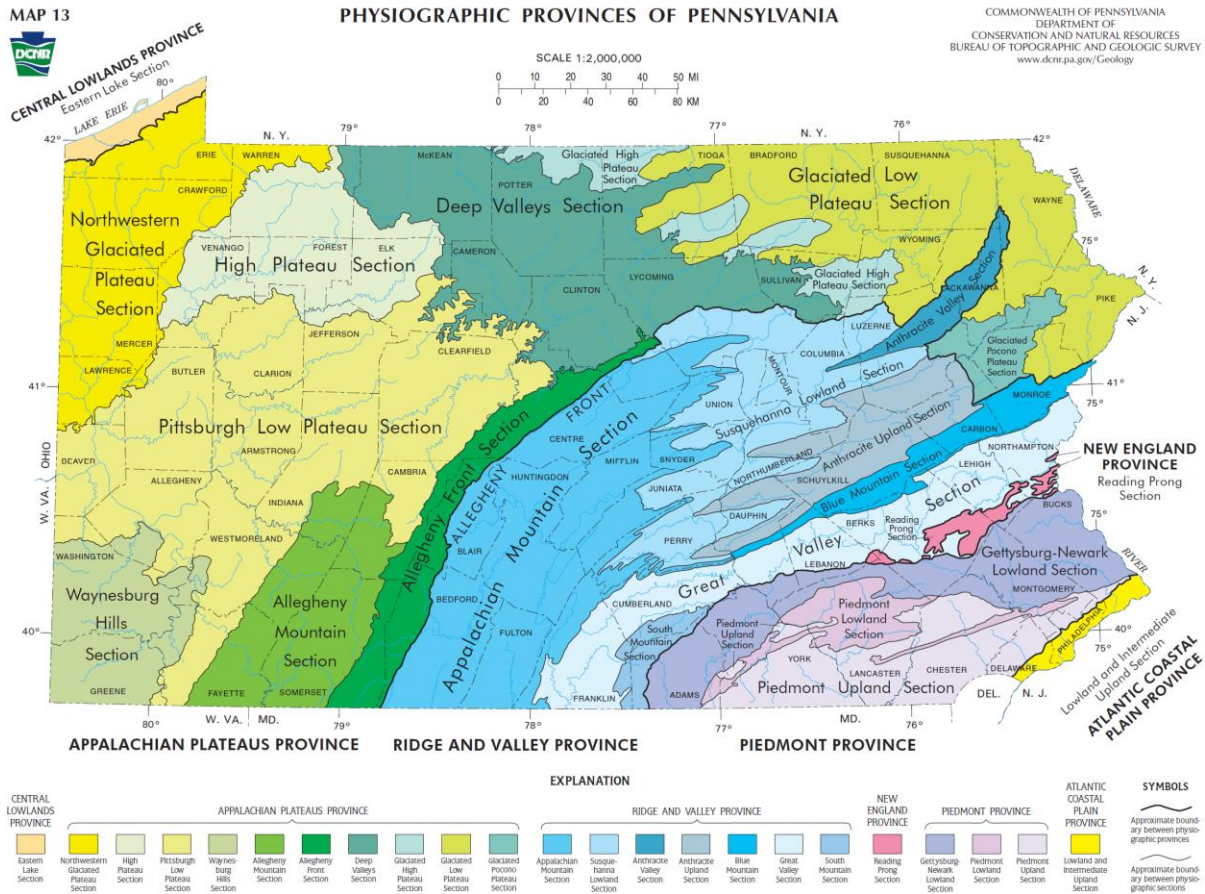 MAP 13
PHYSIOGRAPHIC PROVINCES OF PENNSYLVANIA
COMMONWEALTH OF PENNSYLVANIA
DEPARTMENT OF
CONSERVATION AND NATURAL RESOURCES
BUREAU OF TOPOGRAPHIC AND GEOLOGIC SURVEY
www.dcnr.pa.gov/Geology
DCNR
SCALE 1:2,000,000
0 10 20 30 40 50 MI
0 20 40 60 80 KM
CENTRAL LOWLANDS PROVINCE
Eastern Lake Section
LAKE ERIE
80°
42°
N. Y.
79°
78°
77°
N. Y.
76°
42°
ERIE
WARREN
McKEAN
Glaciated High
Plateau
Section
TIOGA
BRADFORD
SUSQUEHANNA
CRAWFORD
POTTER
Deep Valleys Section
Glaciated Low
Plateau Section
WAYNE
DELAWARE
Northwestern
Glaciated
Plateau
Section
VENANGO
FOREST
ELK
High Plateau Section
CAMERON
LYCOMING
SULLIVAN
WYOMING
Glaciated High
Plateau Section
LACKAWANNA
75°
N. Y.
N. J.
PIKE
CLINTON
Anthracite Valley Section
LUZERNE
Glaciated
Pocono
Plateau
Section
MERCER
LAWRENCE
JEFFERSON
CLEARFIELD
BUTLER
CLARION
COLUMBIA
MONTOUR
41°
41°
75°
MONROE
Pittsburgh Low Plateau Section
Allegheny Front Section
ALLEGHENY FRONT
CENTRE
UNION
Susquehanna Lowland Section
Anthracite Upland Section
CARBON
NORTHAMPTON
OHIO
W. VA.
BEAVER
ARMSTRONG
ALLEGHENY
CAMBRIA
INDIANA
HUNTINGDON
MIFFLIN
SNYDER
NORTHUMBERLAND
SCHUYLKILL
Blue Mountain Section
LEHIGH
NEW ENGLAND
PROVINCE
Reading Prong
Section
Appalachian Mountain Section
JUNIATA
DAUPHIN
BERKS
Reading
Prong
Section
BUCKS
75°
WASHINGTON
WESTMORELAND
BLAIR
PERRY
LEBANON
Great Valley Section
Gettysburg-Newark
Lowland Section
RIVER
Waynesburg
Hills
Section
Allegheny
Mountain
Section
BEDFORD
CUMBERLAND
MONTGOMERY
40°
FULTON
South
Mountain
Section
Piedmont
Upland
Section
Piedmont
Lowland
Section
PHILADELPHIA
40°
75°
GREENE
FAYETTE
SOMERSET
FRANKLIN
ADAMS
YORK
LANCASTER
CHESTER
DELAWARE
Piedmont Upland Section
DEL.
N. J.
Lowland and Intermediate
Upland Section
ATLANTIC COASTAL
PLAIN PROVINCE
80°
W. VA.
MD.
79°
78°
77°
MD.
76°
APPALACHIAN PLATEAUS PROVINCE
RIDGE AND VALLEY PROVINCE
PIEDMONT PROVINCE
EXPLANATION
CENTRAL
LOWLANDS
PROVINCE
Eastern
Lake
Section
APPALACHIAN PLATEAUS PROVINCE
Northwestern
Glaciated
Plateau
Section
High
Plateau
Section
Pittsburgh
Low
Plateau
Section
Waynes-
burg
Hills
Section
Allegheny
Mountain
Section
Allegheny
Front
Section
Deep
Valleys
Section
Glaciated
High
Plateau
Section
Glaciated
Low
Plateau
Section
Glaciated
Pocono
Plateau
Section
RIDGE AND VALLEY PROVINCE
Appalachian
Mountain
Section
Susque-
hanna
Lowland
Section
Anthracite
Valley
Section
Anthracite
Upland
Section
Blue
Mountain
Section
Great
Valley
Section
South
Mountain
Section
NEW
ENGLAND
PROVINCE
Reading
Prong
Section
PIEDMONT PROVINCE
Gettysburg-
Newark
Lowland
Section
Piedmont
Lowland
Section
Piedmont
Upland
Section
ATLANTIC
COASTAL
PLAIN
PROVINCE
Lowland and
Intermediate
Upland
Section
SYMBOLS
Approximate bound-
ary between physio-
graphic provinces
Approximate bound-
ary between physio-
graphic sections